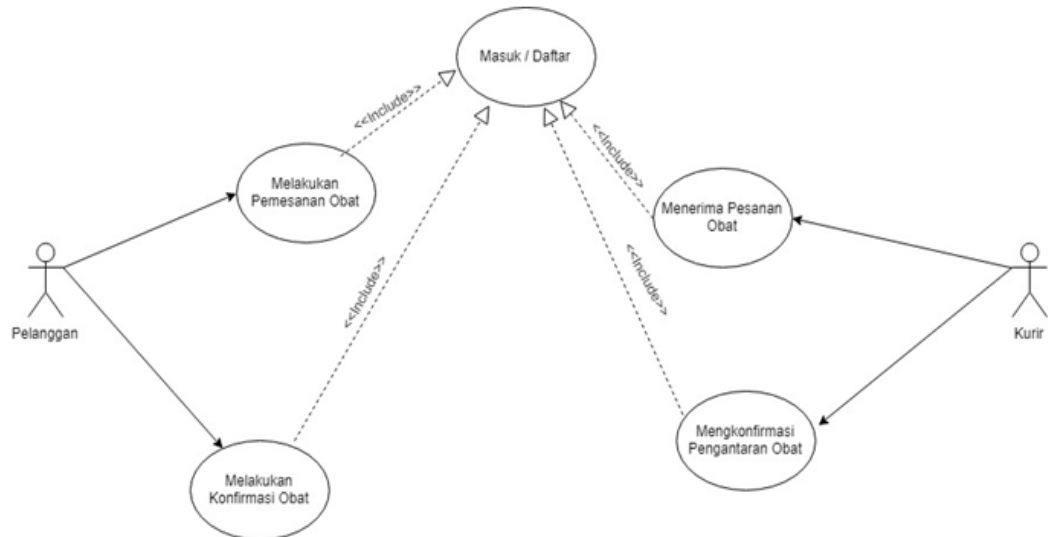 Masuk / Daftar
<<Include>>
<<Include>>
Melakukan
Pemesanan Obat
Menerima Pesanan
Obat
<<Include>>
<<Include>>
Pelanggan
Kurir
Mengkonfirmasi
Pengantaran Obat
Melakukan
Konfirmasi Obat